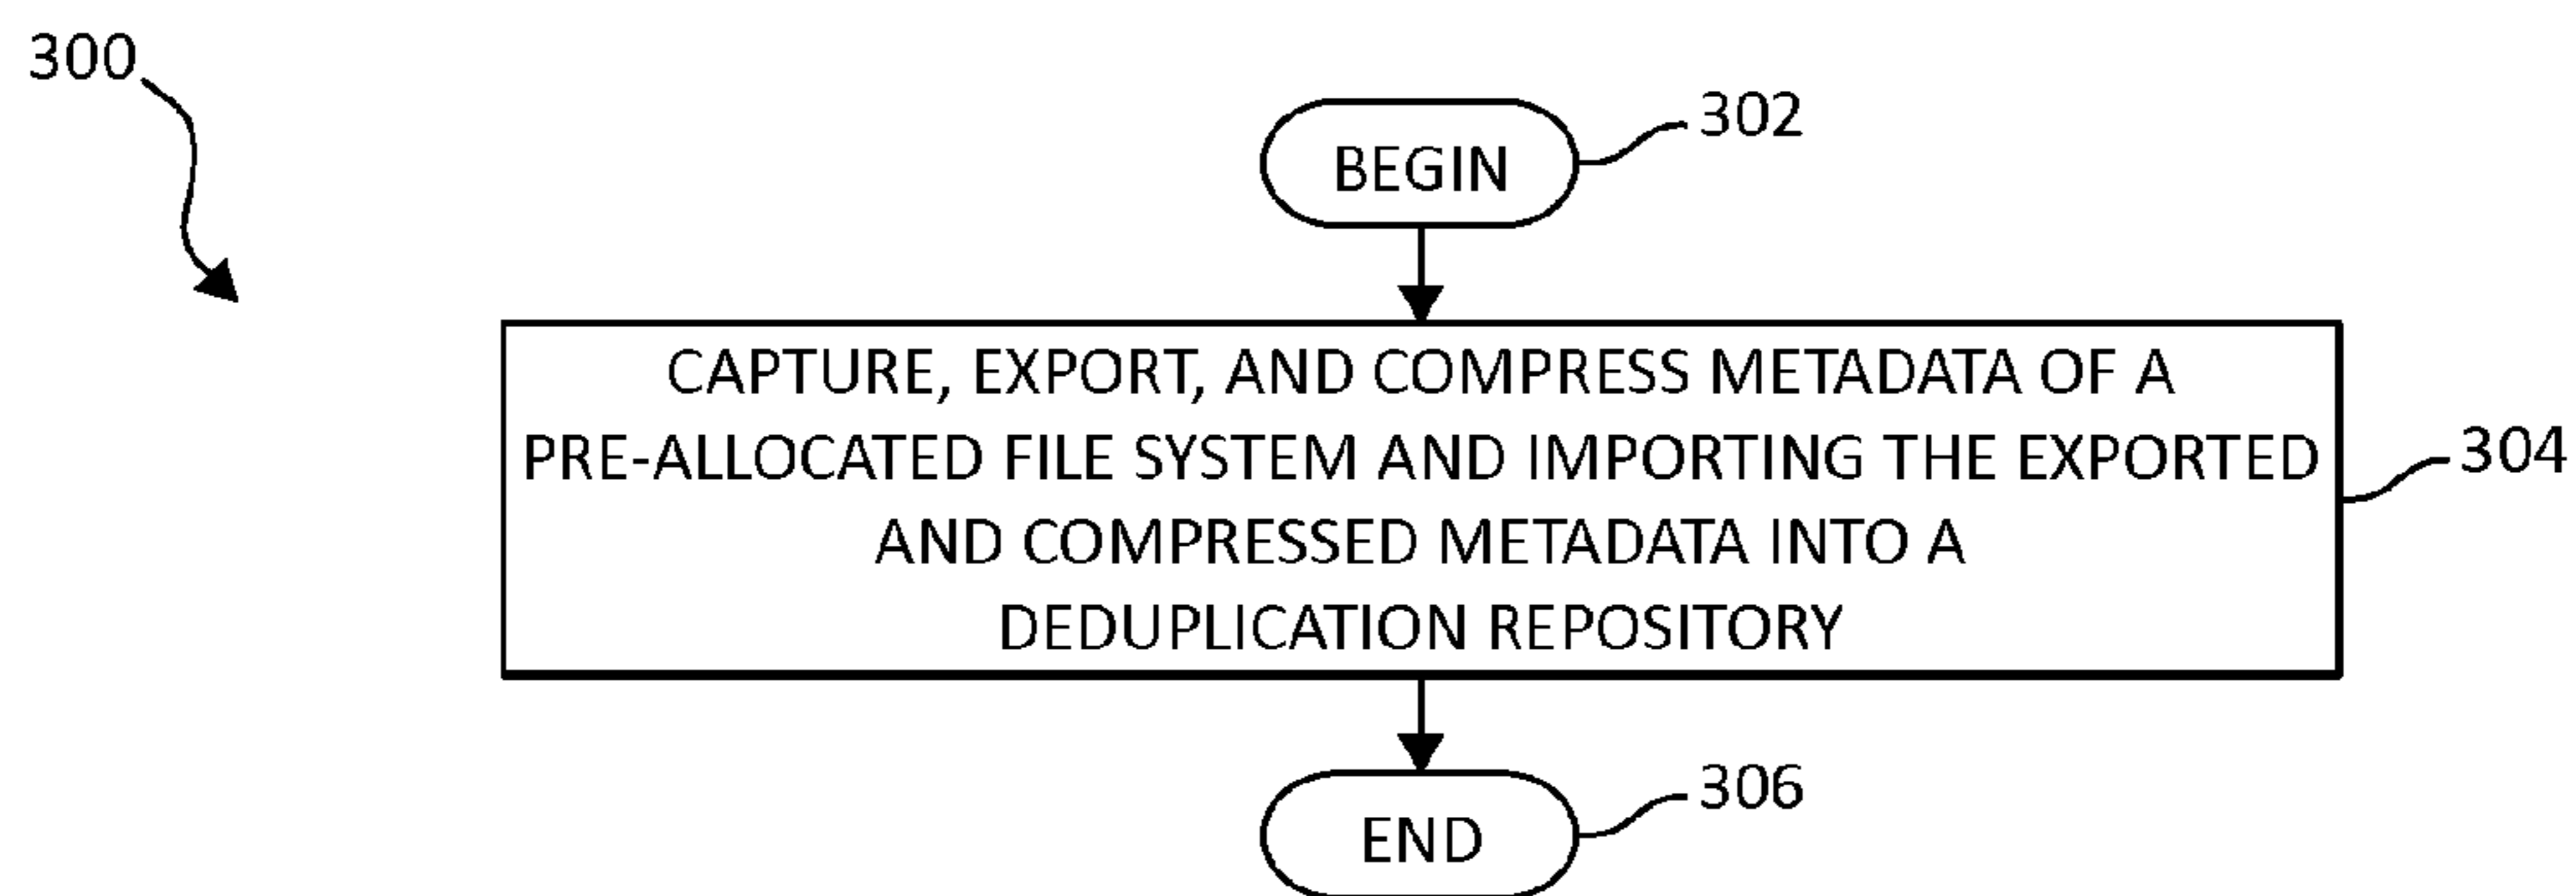 300
302
BEGIN
CAPTURE, EXPORT, AND COMPRESS METADATA OF A
PRE-ALLOCATED FILE SYSTEM AND IMPORTING THE EXPORTED
AND COMPRESSED METADATA INTO A
DEDUPLICATION REPOSITORY
304
306
END